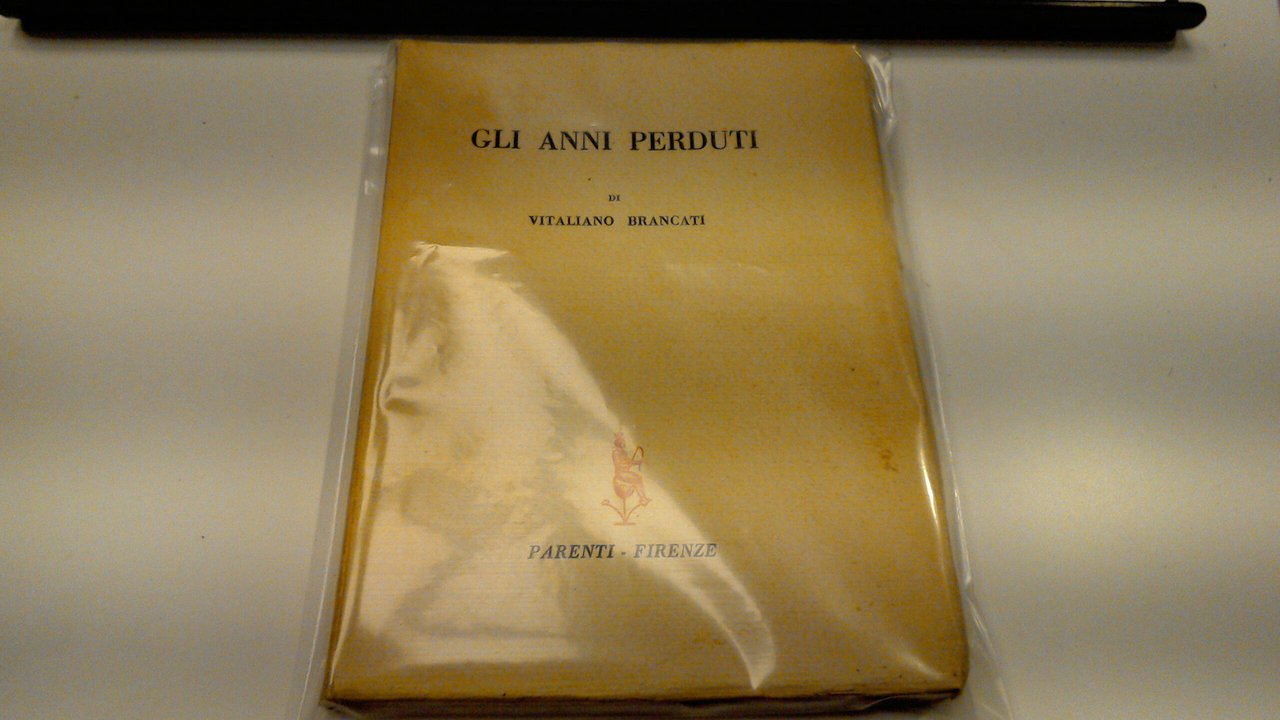 GLI ANNI PERDUTI
DI
VITALIANO BRANCATI
PARENTI - FIRENZE